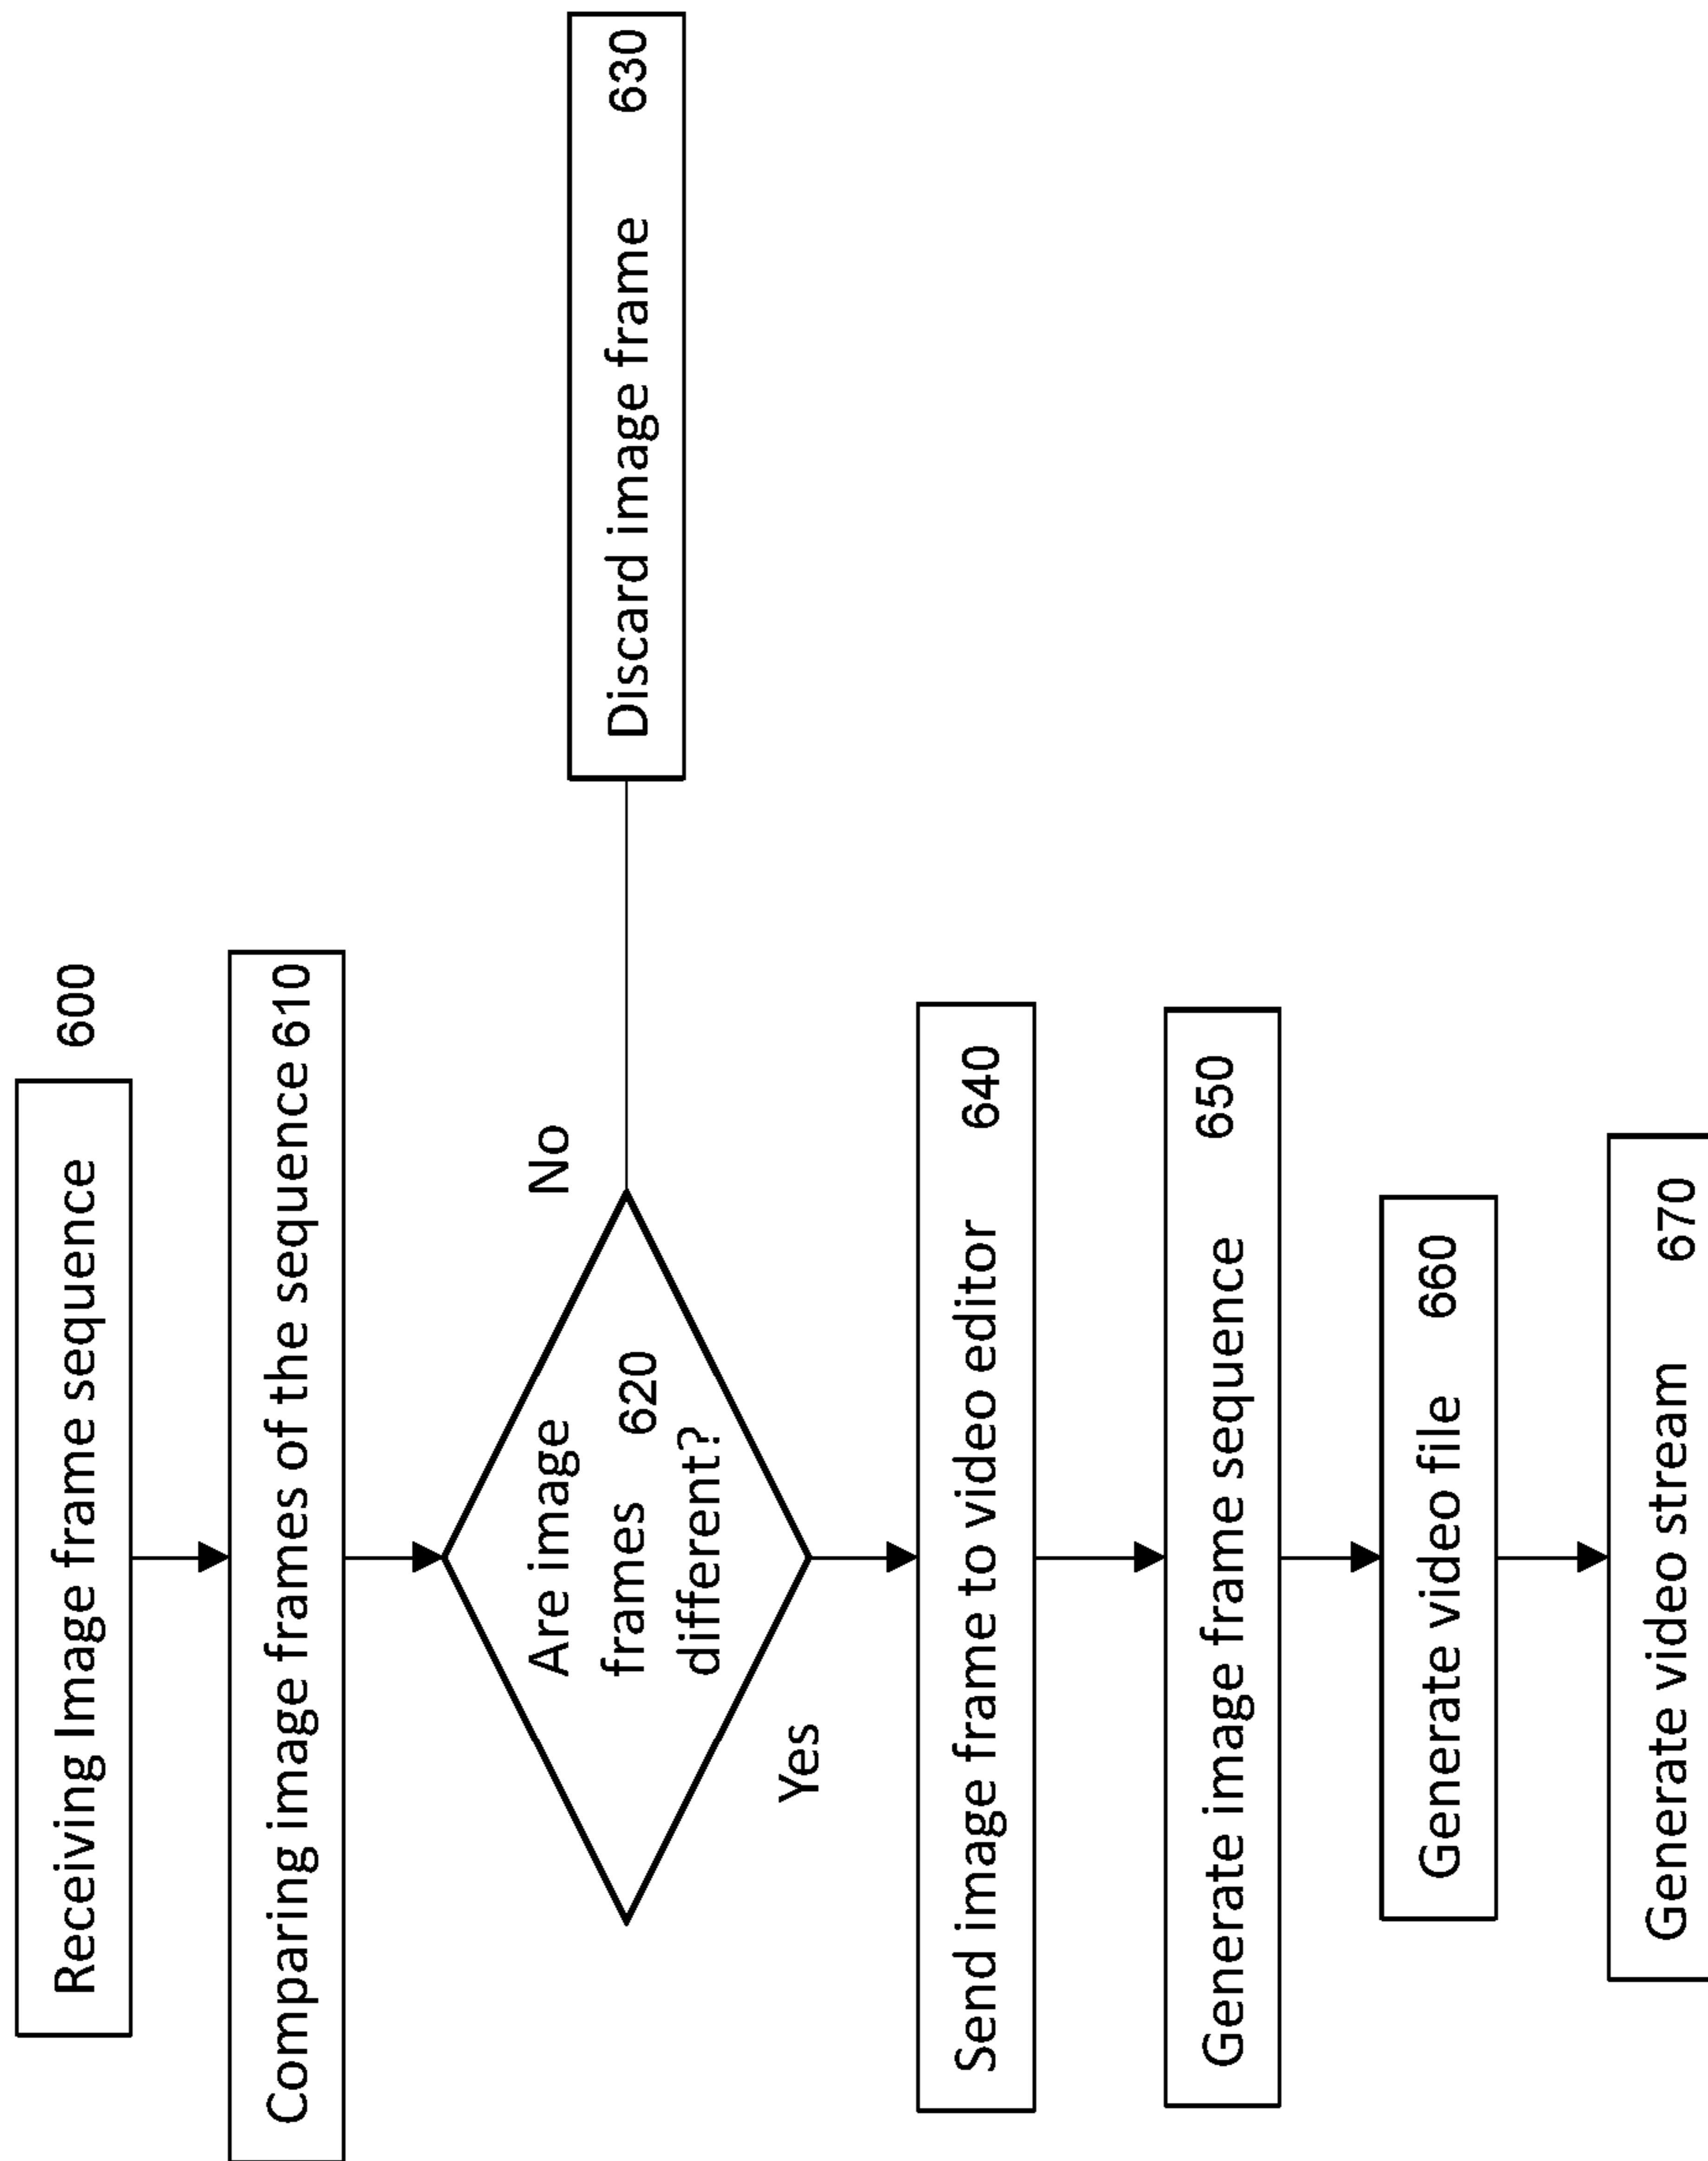 Receiving Image frame sequence 600
Comparing image frames of the sequence 610
Are image
frames 620
different?
No
Discard image frame 630
Yes
Send image frame to video editor 640
Generate image frame sequence 650
Generate video file 660
Generate video stream 670